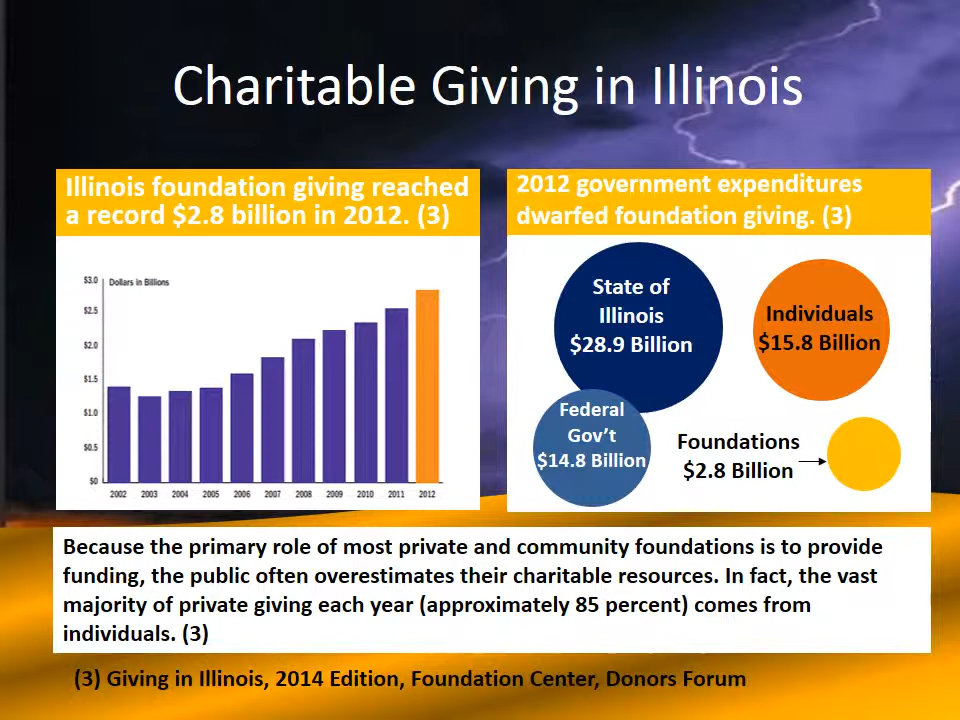 Charitable Giving in Illinois
Illinois foundation giving reached
a record $2.8 billion in 2012. (3)
$3.0
Dollars in Billions
$2.5
$2.0
$1.5
$1.0
$0.5
$0
2002 2003 2004 2005 2006 2007 2008 2009 2010 2011 2012
2012 government expenditures
dwarfed foundation giving. (3)
State of
Illinois
$28.9 Billion
Individuals
$15.8 Billion
Federal
Gov't
$14.8 Billion
Foundations
$2.8 Billion
Because the primary role of most private and community foundations is to provide
funding, the public often overestimates their charitable resources. In fact, the vast
majority of private giving each year (approximately 85 percent) comes from
individuals. (3)
(3) Giving in Illinois, 2014 Edition, Foundation Center, Donors Forum